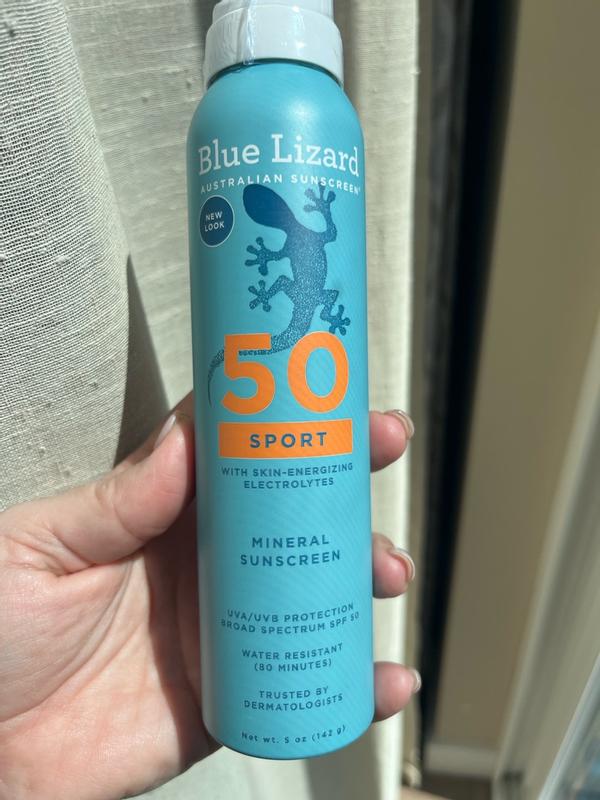 Blue Lizard
AUSTRALIAN SUNSCREEN®
NEW
LOOK
50
SPORT
WITH SKIN-ENERGIZING
ELECTROLYTES
MINERAL
SUNSCREEN
UVA/UVB PROTECTION
BROAD SPECTRUM SPF 50
WATER RESISTANT
(80 MINUTES)
TRUSTED BY
DERMATOLOGISTS
Net wt. 5 oz (142 g)